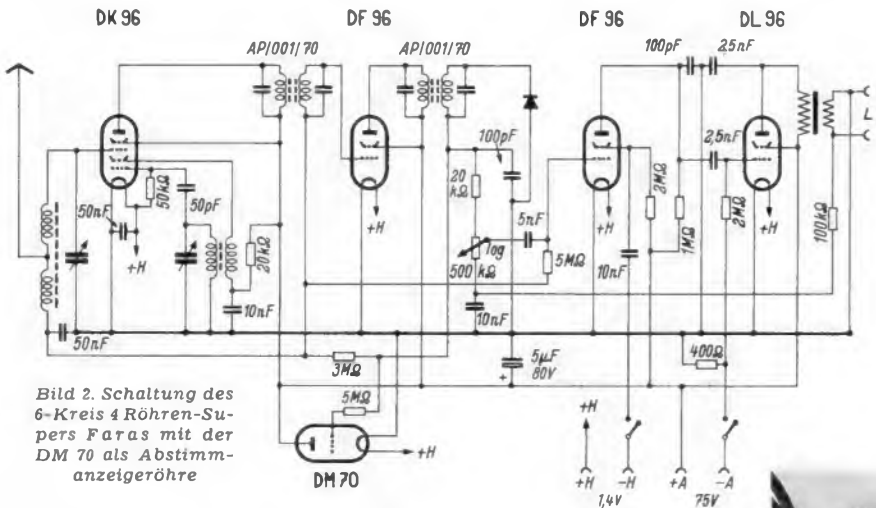 DK 96
DF 96
DF 96
DL 96
AP/001/70
AP/001/70
100pF
2,5nF
50nF
50kΩ
50pF
20kΩ
10nF
50nF
100pF
20 kΩ
log
500 kΩ
5nF
5MΩ
10nF
2MΩ
10nF
1MΩ
2,5nF
2MΩ
100kΩ
L
+H
+H
+H
+H
3MΩ
5MΩ
5µF
80V
+
400Ω
DM 70
+H
+H
+H
-H
+A
-A
1,4V
75V
Bild 2. Schaltung des
6-Kreis 4 Röhren-Su-
pers Faras mit der
DM 70 als Abstimm-
anzeigeröhre